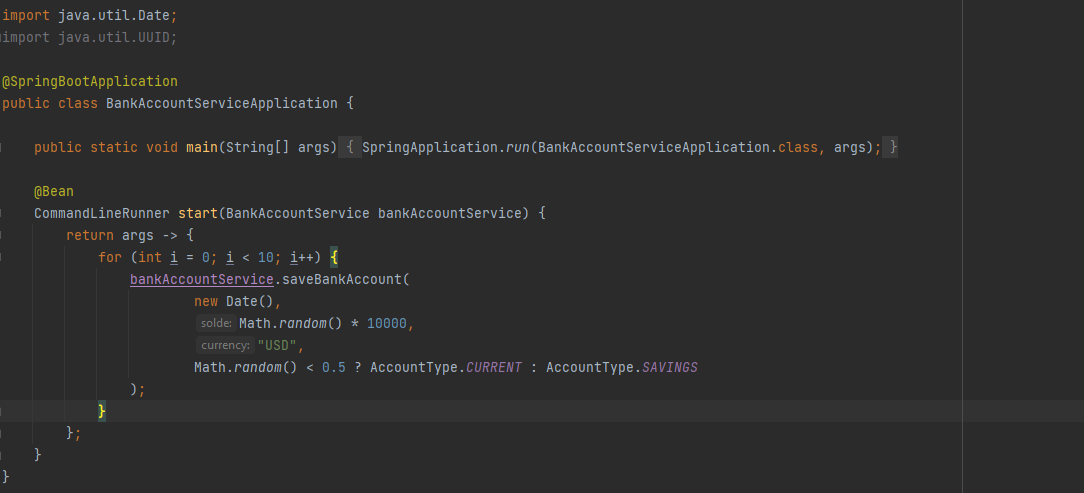 import java.util.Date;
import java.util.UUID;
@SpringBootApplication
public class BankAccountServiceApplication {
public static void main(String[] args) { SpringApplication.run(BankAccountServiceApplication.class, args); }
@Bean
CommandLineRunner start(BankAccountService bankAccountService) {
return args -> {
for (int i = 0; i < 10; i++) {
bankAccountService.saveBankAccount(
new Date(),
solde: Math.random() * 10000,
currency: "USD",
Math.random() < 0.5 ? AccountType.CURRENT : AccountType.SAVINGS
);
}
};
}
}